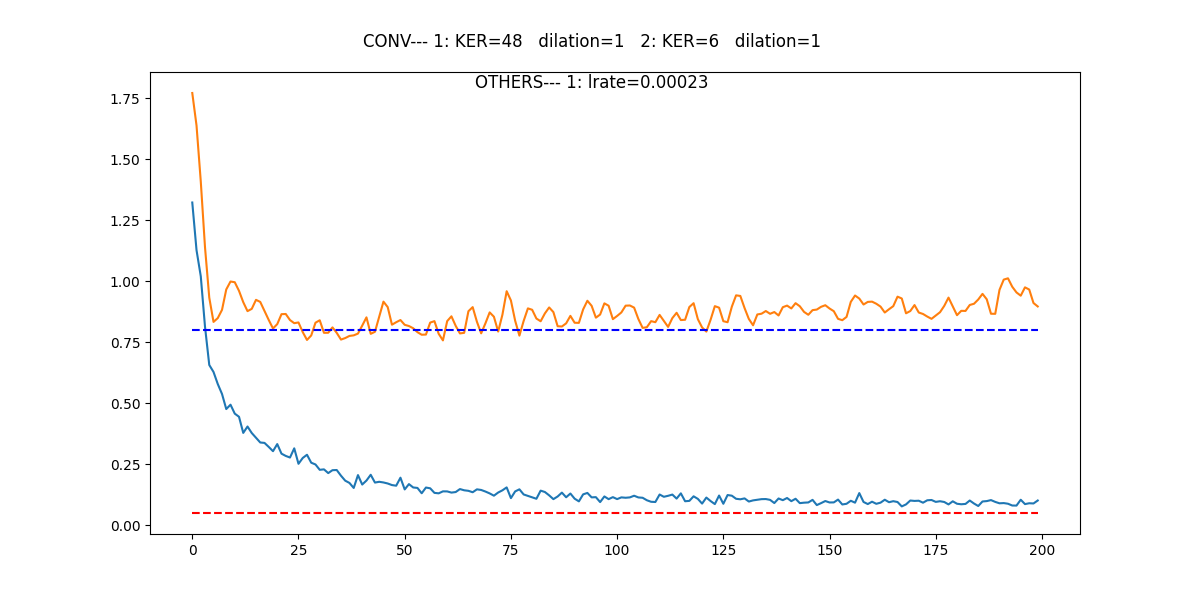 CONV--- 1: KER=48   dilation=1   2: KER=6   dilation=1
OTHERS--- 1: lrate=0.00023
1.75
1.50
1.25
1.00
0.75
0.50
0.25
0.00
0 25 50 75 100 125 150 175 200